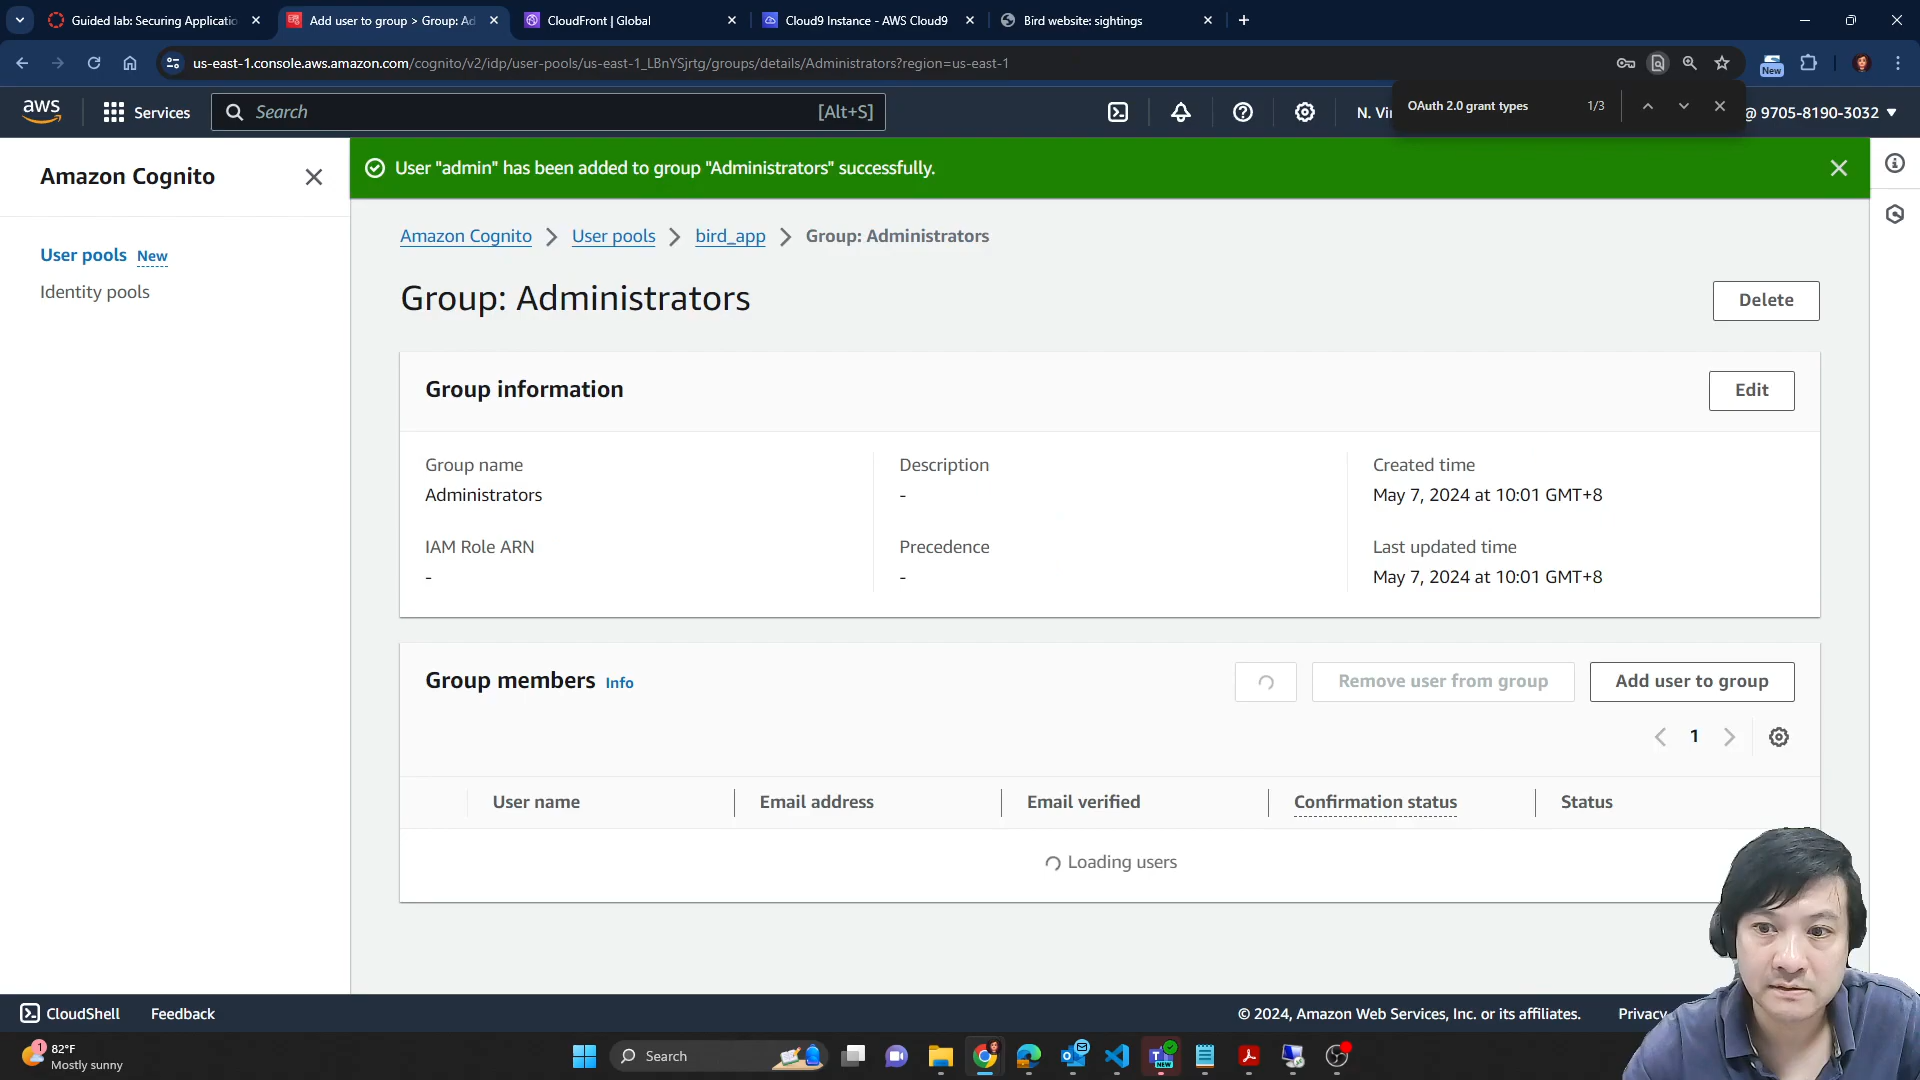 Guided lab: Securing Applicatio
Add user to group > Group: Ad
CloudFront | Global
Cloud9 Instance - AWS Cloud9
Bird website: sightings
us-east-1.console.aws.amazon.com/cognito/v2/idp/user-pools/us-east-1_LBnYSjrtg/groups/details/Administrators?region=us-east-1
New
OAuth 2.0 grant types
1/3
aws
Services
Search
[Alt+S]
N. Vi
@ 9705-8190-3032
Amazon Cognito
User pools New
Identity pools
User "admin" has been added to group "Administrators" successfully.
Amazon Cognito
User pools
bird_app
Group: Administrators
Group: Administrators
Delete
Group information
Edit
Group name
Administrators
IAM Role ARN
-
Description
-
Precedence
-
Created time
May 7, 2024 at 10:01 GMT+8
Last updated time
May 7, 2024 at 10:01 GMT+8
Group members Info
Remove user from group
Add user to group
1
User name
Email address
Email verified
Confirmation status
Status
Loading users
CloudShell
Feedback
© 2024, Amazon Web Services, Inc. or its affiliates.
Privacy
1
82°F
Mostly sunny
Search
NEW